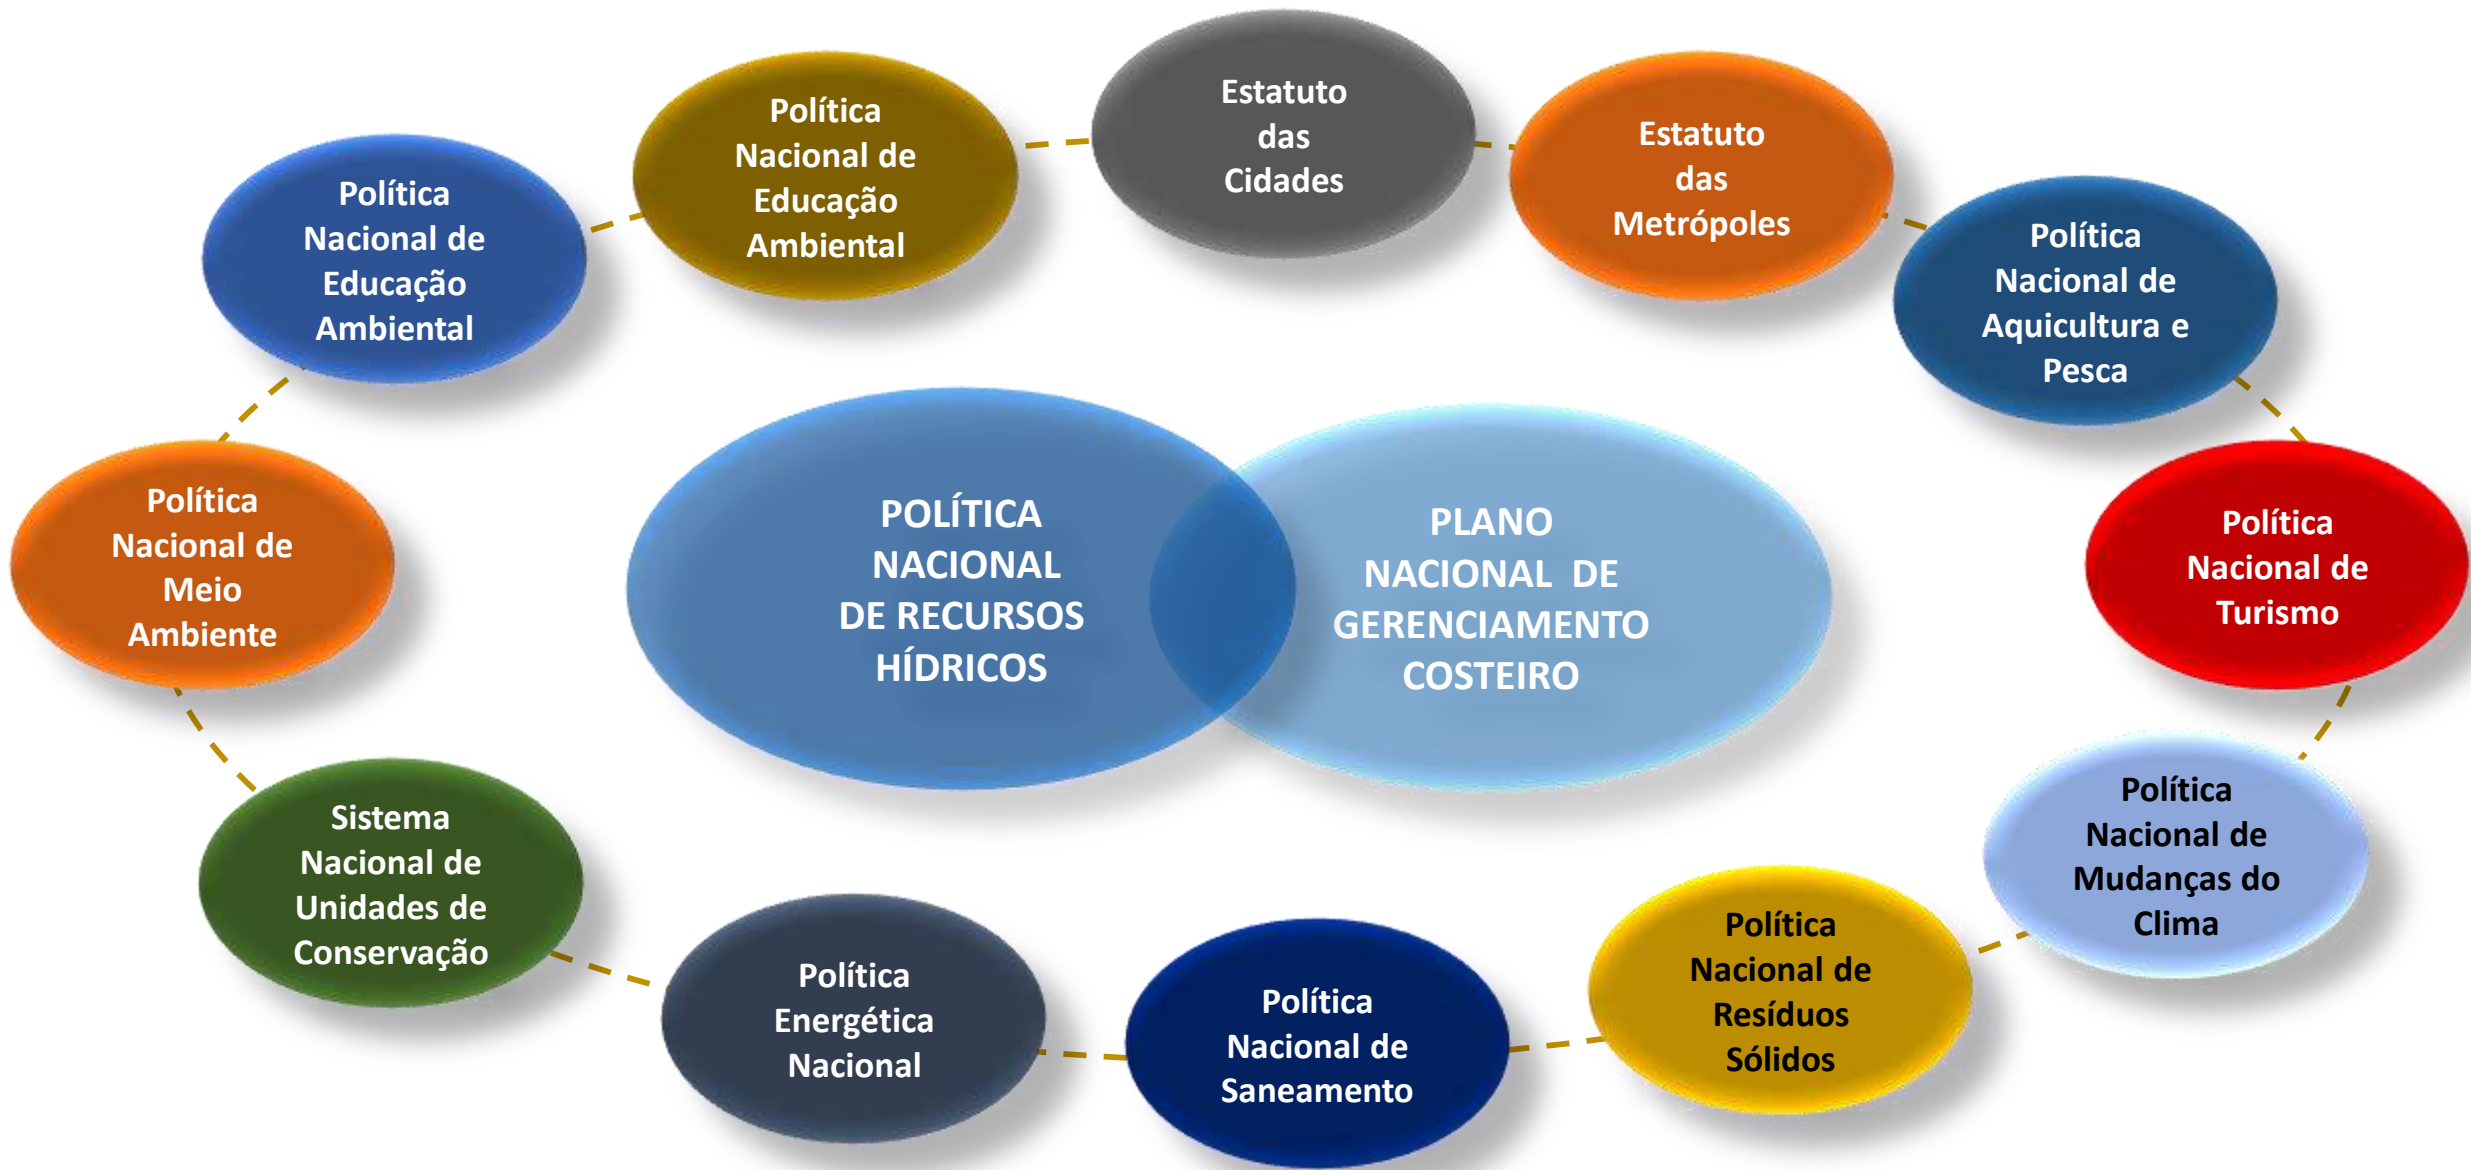 Estatuto
das
Cidades
Política
Nacional de
Educação
Ambiental
Estatuto
das
Metrópoles
Política
Nacional de
Educação
Ambiental
Política
Nacional de
Aquicultura e
Pesca
Política
Nacional de
Meio
Ambiente
POLÍTICA
NACIONAL
DE RECURSOS
HÍDRICOS
PLANO
NACIONAL  DE
GERENCIAMENTO
COSTEIRO
Política
Nacional de
Turismo
Sistema
Nacional de
Unidades de
Conservação
Política
Nacional de
Mudanças do
Clima
Política
Energética
Nacional
Política
Nacional de
Saneamento
Política
Nacional de
Resíduos
Sólidos